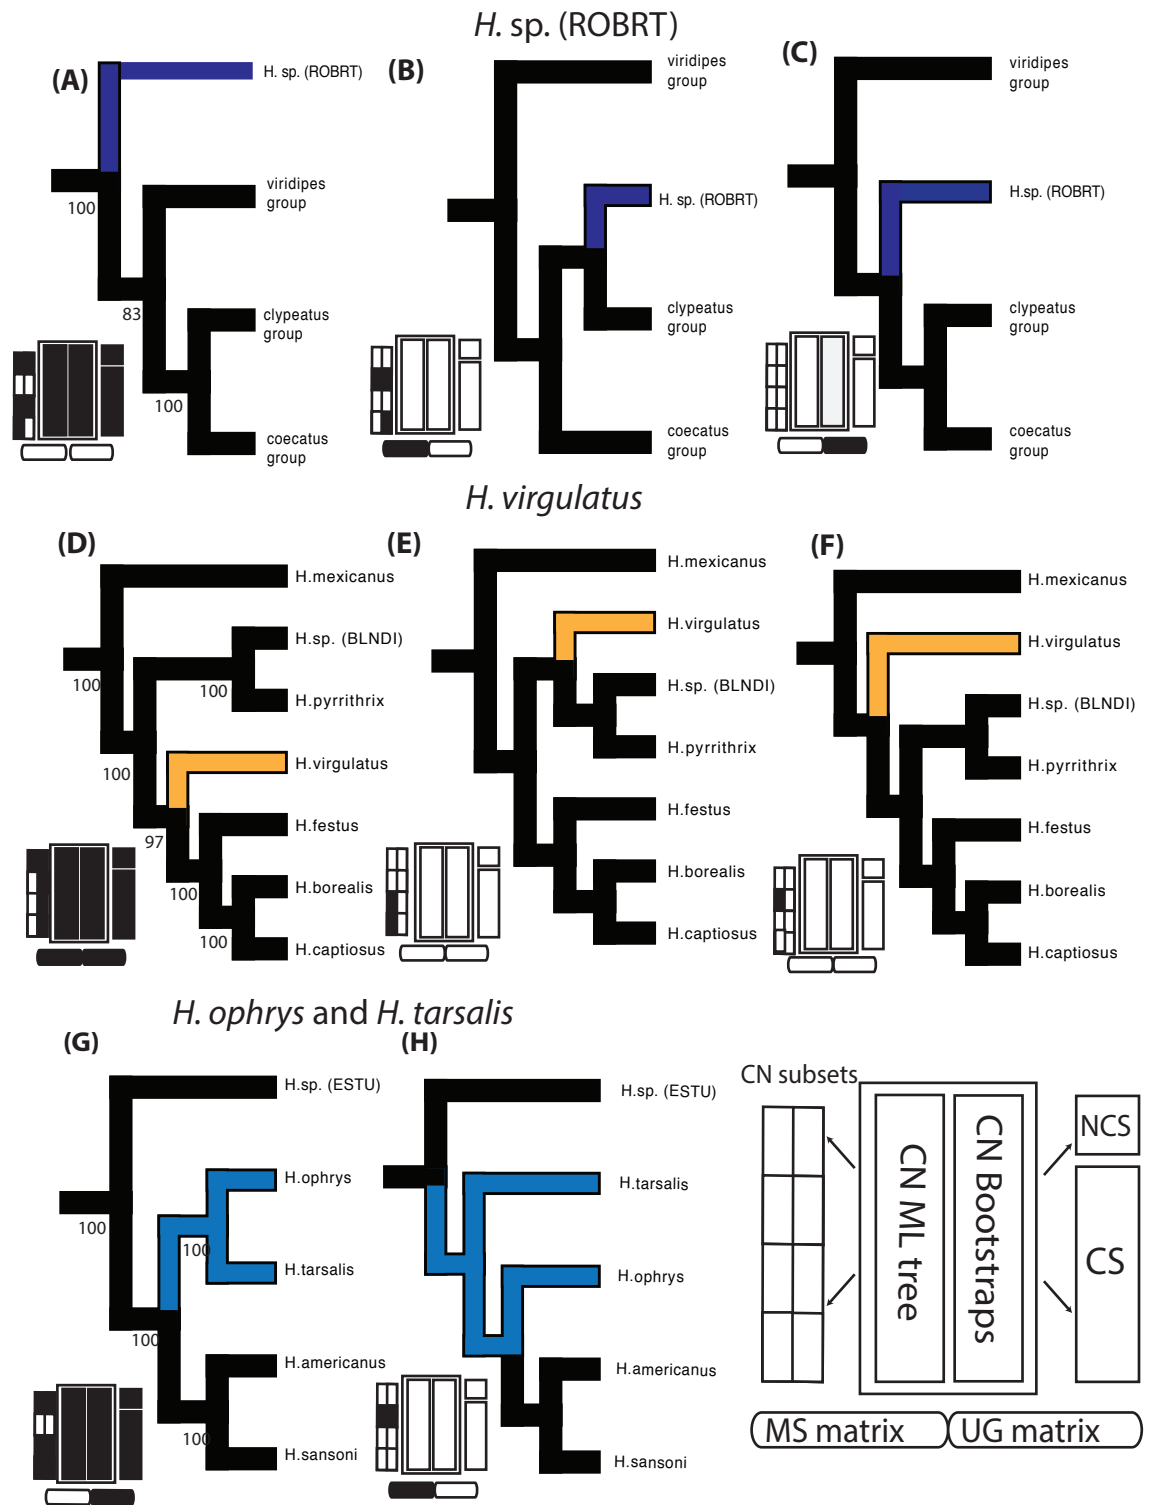 H. sp. (ROBRT)
(A)
H. sp. (ROBRT)
100
viridipes
group
83
clypeatus
group
100
coecatus
group
(B)
viridipes
group
H. sp. (ROBRT)
clypeatus
group
coecatus
group
(C)
viridipes
group
H.sp. (ROBRT)
clypeatus
group
coecatus
group
H. virgulatus
(D)
H.mexicanus
H.sp. (BLNDI)
100
100
H.pyrrithrix
100
H.virgulatus
97
H.festus
100
H.borealis
100
H.captiosus
(E)
H.mexicanus
H.virgulatus
H.sp. (BLNDI)
H.pyrrithrix
H.festus
H.borealis
H.captiosus
(F)
H.mexicanus
H.virgulatus
H.sp. (BLNDI)
H.pyrrithrix
H.festus
H.borealis
H.captiosus
H. ophrys and H. tarsalis
(G)
H.sp. (ESTU)
H.ophrys
100
100
H.tarsalis
100
H.americanus
100
H.sansoni
(H)
H.sp. (ESTU)
H.tarsalis
H.ophrys
H.americanus
H.sansoni
CN subsets
CN ML tree
CN Bootstraps
NCS
CS
MS matrix
UG matrix